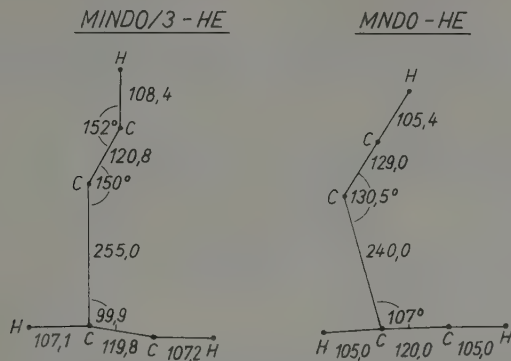 MINDO/3 - HE
H
108,4
152°
C
120,8
C
150°
255,0
99,9
H
107,1
C
119,8
C
107,2
H
MNDO - HE
H
105,4
C
129,0
C
130,5°
240,0
107°
H
105,0
C
120,0
C
105,0
H